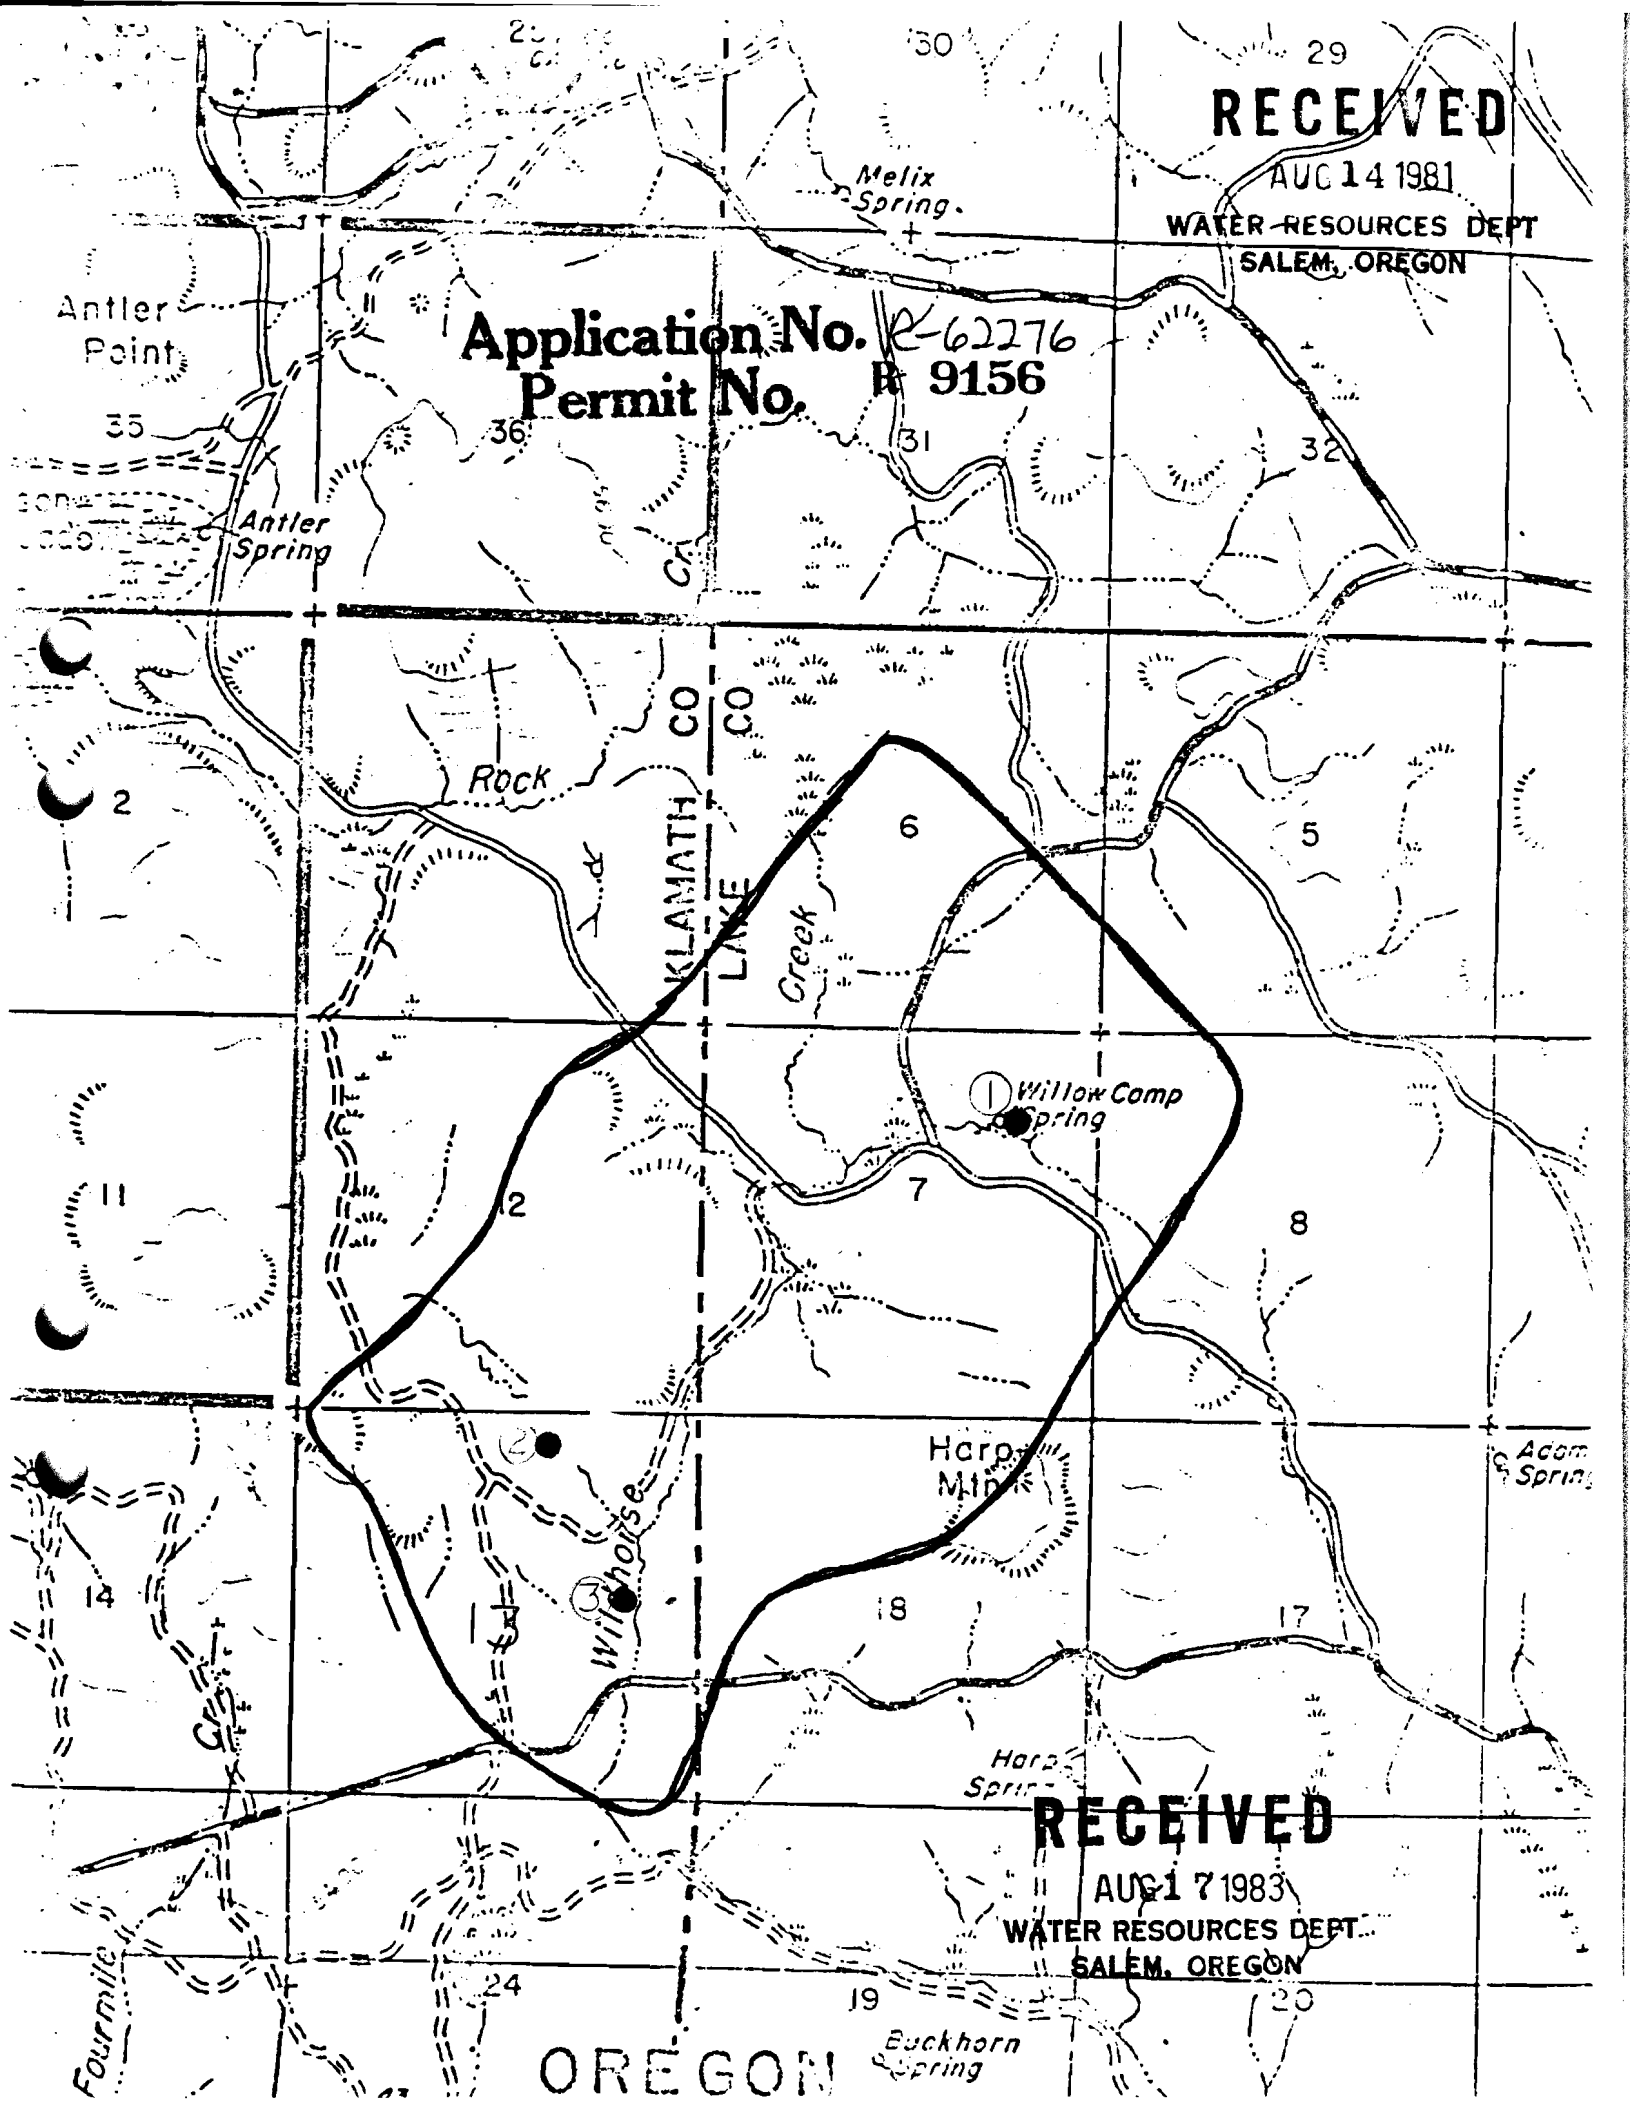 30
29
RECEIVED
AUG 14 1981
WATER RESOURCES DEPT
SALEM, OREGON
Melix
Spring
Antler
Point
Application No. R-62276
Permit No. R 9156
35
36
31
32
Antler
Spring
Cr
CO
CO
Rock
2
6
5
KLAMATH
LAKE
Creek
1
Willow Camp
Spring
11
12
7
8
2
Harp
Mtn
Adam
Spring
Wildhorse
14
3
13
18
17
Cr
Harp
Spring
RECEIVED
AUG 17 1983
WATER RESOURCES DEPT
SALEM, OREGON
Fourmile
24
19
20
Buckhorn
Spring
OREGON